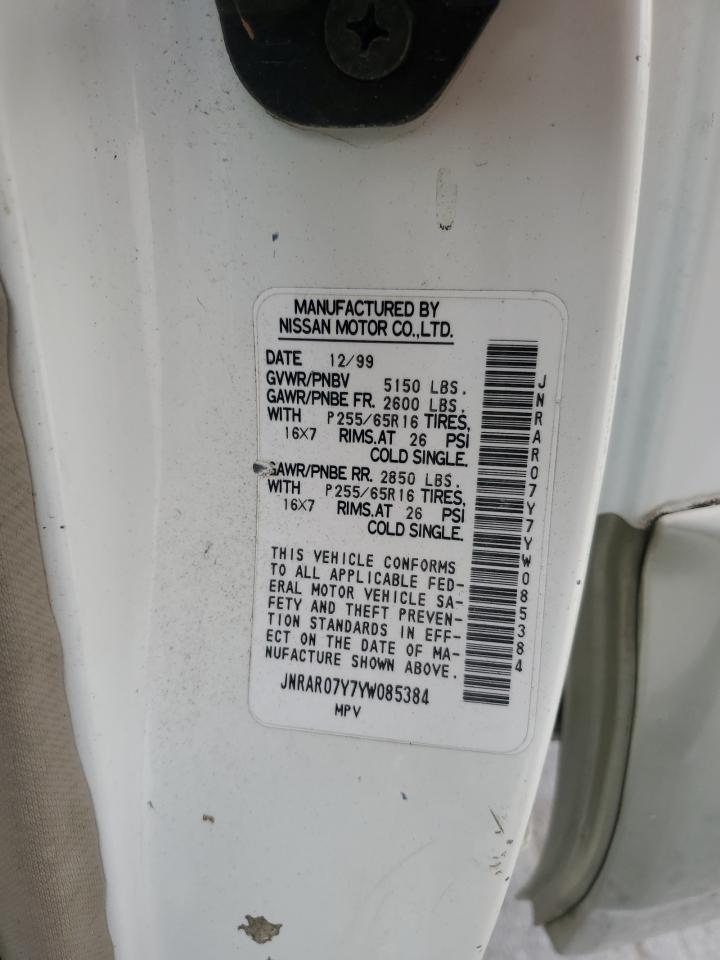 MANUFACTURED BY
NISSAN MOTOR CO.,LTD.
DATE 12/99
GVWR/PNBV 5150 LBS.
GAWR/PNBE FR. 2600 LBS.
WITH P255/65R16 TIRES,
16X7 RIMS.AT 26 PSI
COLD SINGLE.
GAWR/PNBE RR. 2850 LBS.
WITH P255/65R16 TIRES,
16X7 RIMS.AT 26 PSI
COLD SINGLE.
THIS VEHICLE CONFORMS
TO ALL APPLICABLE FED-
ERAL MOTOR VEHICLE SA-
FETY AND THEFT PREVEN-
TION STANDARDS IN EFF-
ECT ON THE DATE OF MA-
NUFACTURE SHOWN ABOVE.
JNRAR07Y7YW085384
MPV
JNRAR07Y7YW085384